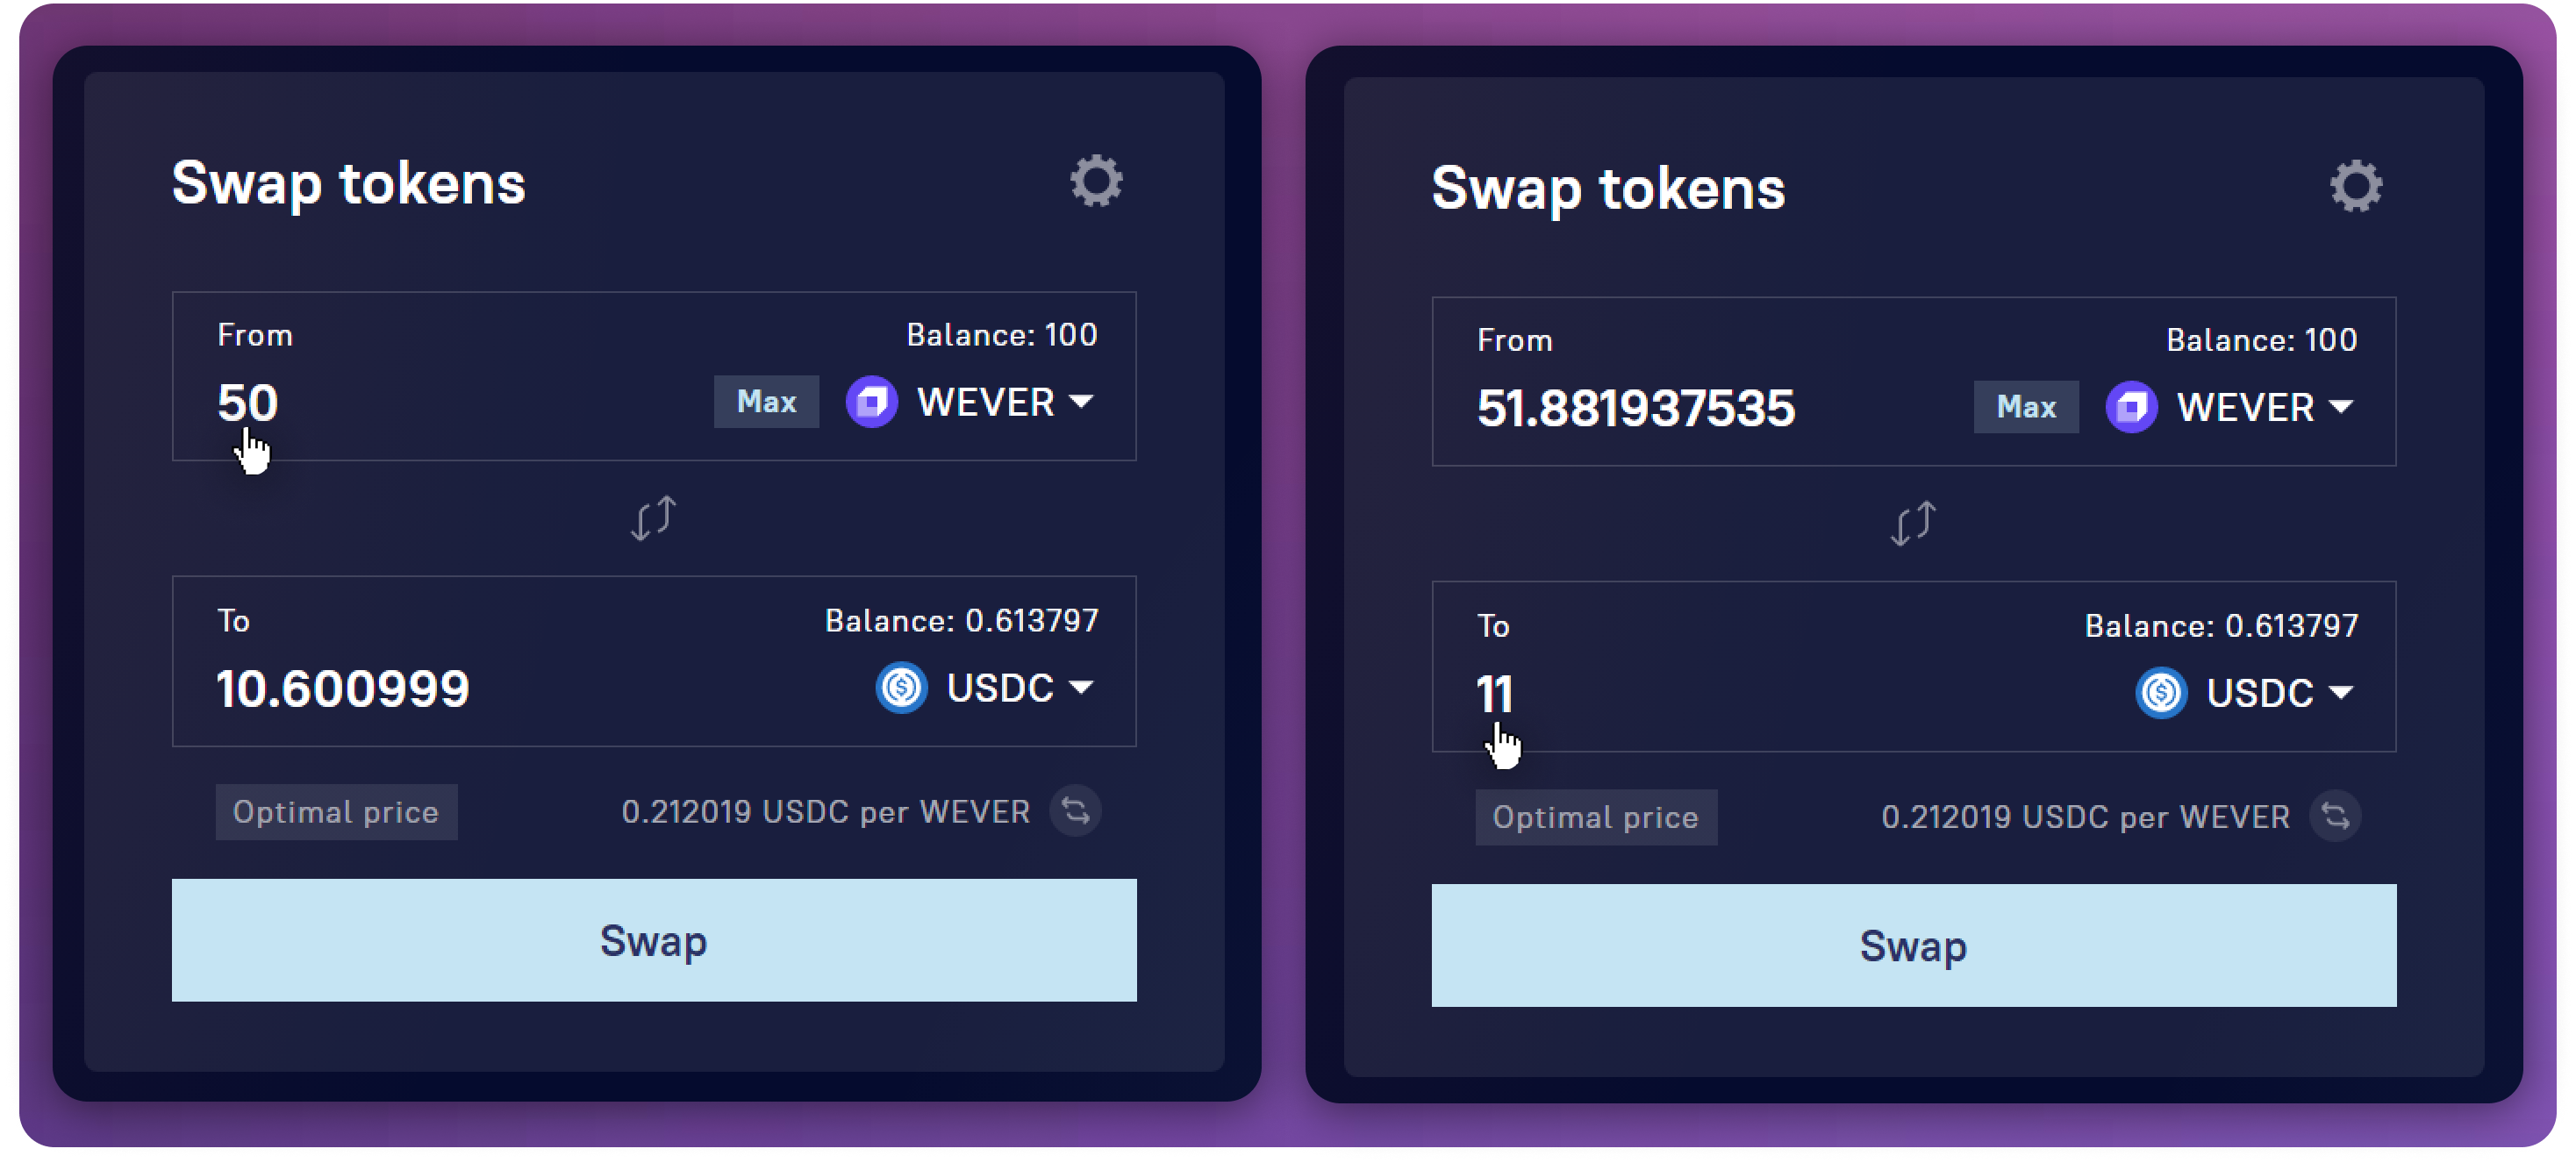 Swap tokens
From
Balance: 100
50
Max
WEVER
To
Balance: 0.613797
10.600999
USDC
Optimal price
0.212019 USDC per WEVER
Swap
Swap tokens
From
Balance: 100
51.881937535
Max
WEVER
To
Balance: 0.613797
11
USDC
Optimal price
0.212019 USDC per WEVER
Swap